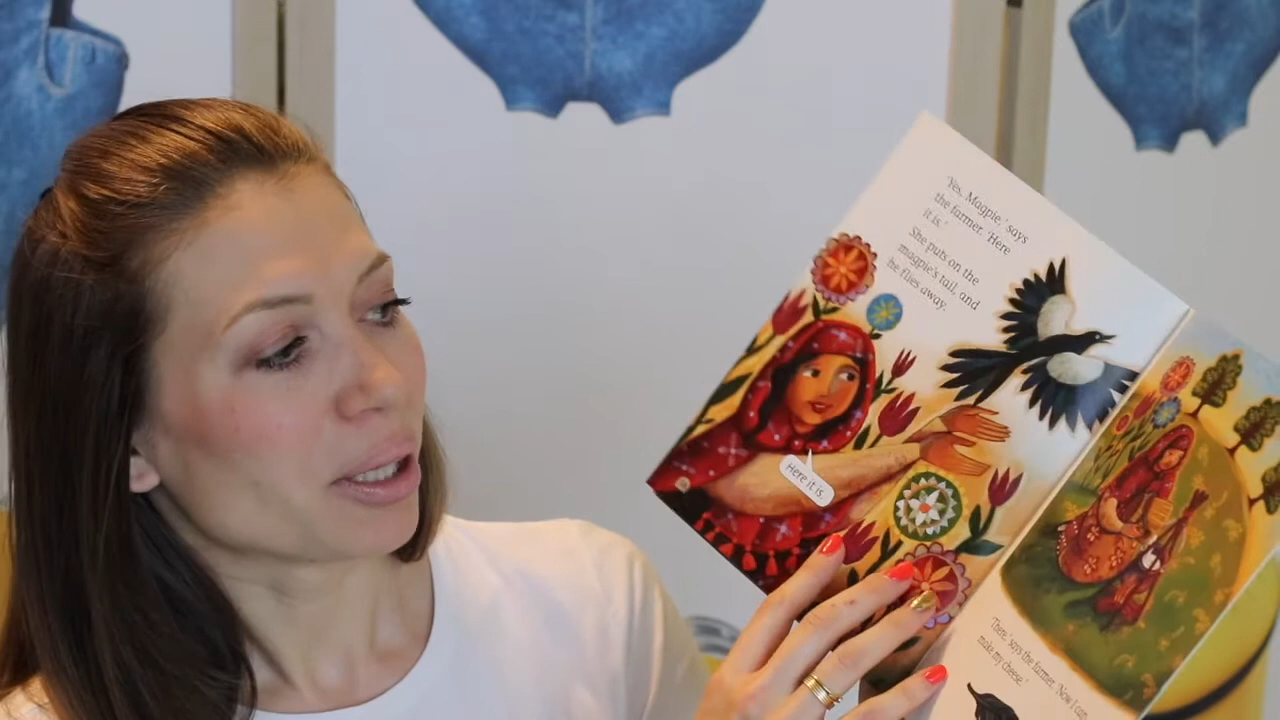 'Yes, Magpie,' says
the farmer. 'Here
it is.'
She puts on the
magpie's tail, and
he flies away.
Here it is.
'There,' says the farmer, 'Now I can
make my cheese.'